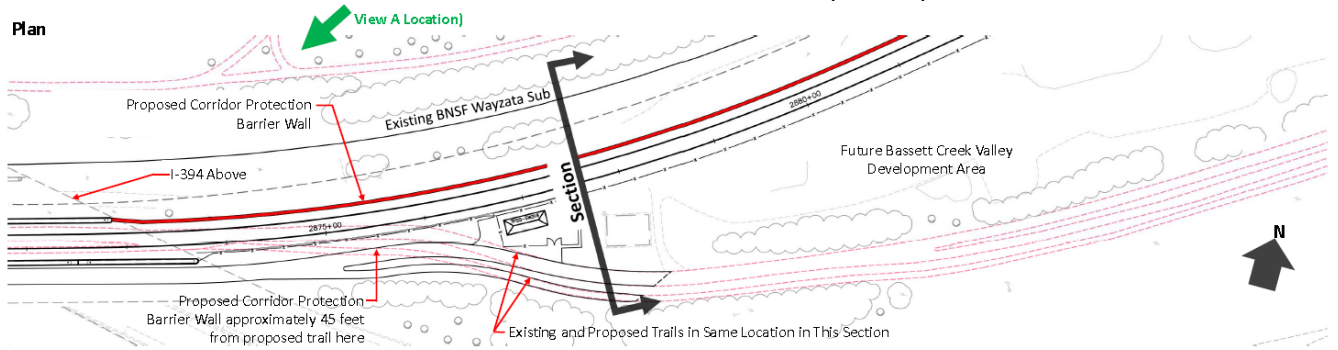 Plan
View A Location)
Proposed Corridor Protection
Barrier Wall
Existing BNSF Wayzata Sub
2880+00
Future Bassett Creek Valley
Development Area
I-394 Above
Section
2875+00
N
Proposed Corridor Protection
Barrier Wall approximately 45 feet
from proposed trail here
Existing and Proposed Trails in Same Location in This Section